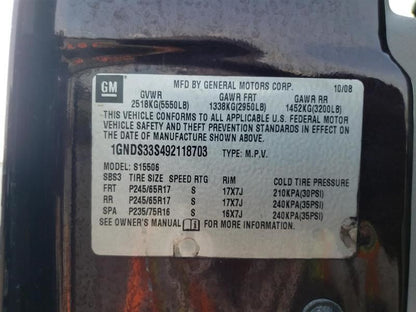 MFD BY GENERAL MOTORS CORP. 10/08
GM
GVWR GAWR FRT GAWR RR
2518KG(5550LB) 1338KG(2950LB) 1452KG(3200LB)
THIS VEHICLE CONFORMS TO ALL APPLICABLE U.S. FEDERAL MOTOR
VEHICLE SAFETY AND THEFT PREVENTION STANDARDS IN EFFECT ON
THE DATE OF MANUFACTURE SHOWN ABOVE.
1GNDS33S492118703 TYPE: M.P.V.
MODEL: S15506
SBS3 TIRE SIZE SPEED RTG RIM COLD TIRE PRESSURE
FRT P245/65R17 S 17X7J 210KPA(30PSI)
RR P245/65R17 S 17X7J 240KPA(35PSI)
SPA P235/75R16 S 16X7J 240KPA(35PSI)
SEE OWNER'S MANUAL FOR MORE INFORMATION.